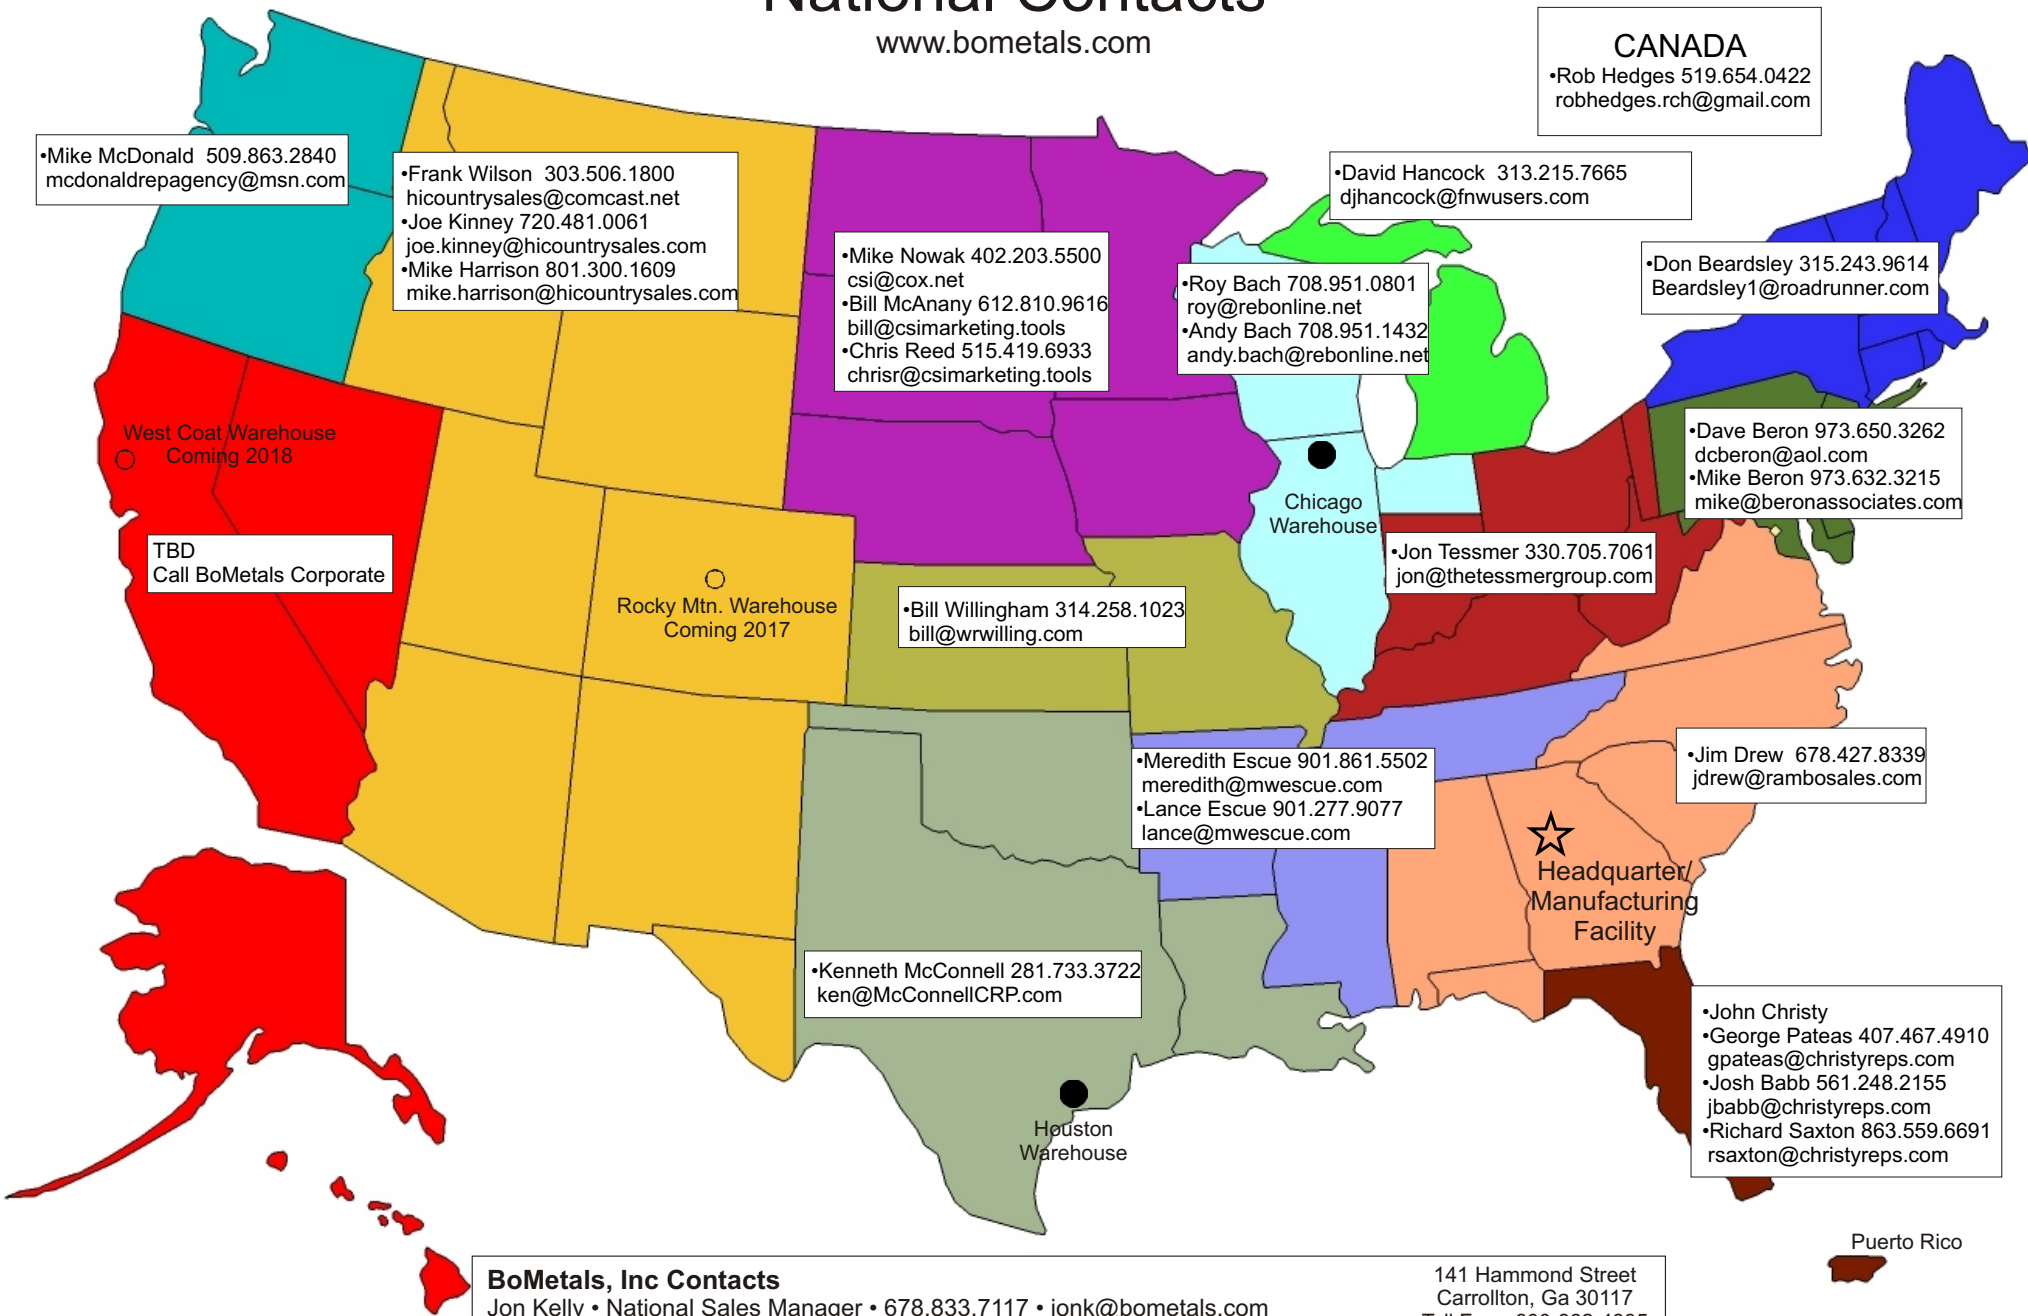 National Contacts
www.bometals.com
CANADA
•Rob Hedges 519.654.0422
robhedges.rch@gmail.com
•Mike McDonald 509.863.2840
mcdonaldrepagency@msn.com
•Frank Wilson 303.506.1800
hicountrysales@comcast.net
•Joe Kinney 720.481.0061
joe.kinney@hicountrysales.com
•Mike Harrison 801.300.1609
mike.harrison@hicountrysales.com
•David Hancock 313.215.7665
djhancock@fnwusers.com
•Mike Nowak 402.203.5500
csi@cox.net
•Bill McAnany 612.810.9616
bill@csimarketing.tools
•Chris Reed 515.419.6933
chrisr@csimarketing.tools
•Roy Bach 708.951.0801
roy@rebonline.net
•Andy Bach 708.951.1432
andy.bach@rebonline.net
•Don Beardsley 315.243.9614
Beardsley1@roadrunner.com
•Dave Beron 973.650.3262
dcberon@aol.com
•Mike Beron 973.632.3215
mike@beronassociates.com
West Coat Warehouse
Coming 2018
TBD
Call BoMetals Corporate
Rocky Mtn. Warehouse
Coming 2017
Chicago
Warehouse
•Jon Tessmer 330.705.7061
jon@thetessmergroup.com
•Bill Willingham 314.258.1023
bill@wrwilling.com
•Meredith Escue 901.861.5502
meredith@mwescue.com
•Lance Escue 901.277.9077
lance@mwescue.com
•Jim Drew 678.427.8339
jdrew@rambosales.com
Headquarter/
Manufacturing
Facility
•Kenneth McConnell 281.733.3722
ken@McConnellCRP.com
Houston
Warehouse
•John Christy
•George Pateas 407.467.4910
gpateas@christyreps.com
•Josh Babb 561.248.2155
jbabb@christyreps.com
•Richard Saxton 863.559.6691
rsaxton@christyreps.com
Puerto Rico
BoMetals, Inc Contacts
Jon Kelly • National Sales Manager • 678.833.7117 • jonk@bometals.com
141 Hammond Street
Carrollton, Ga 30117